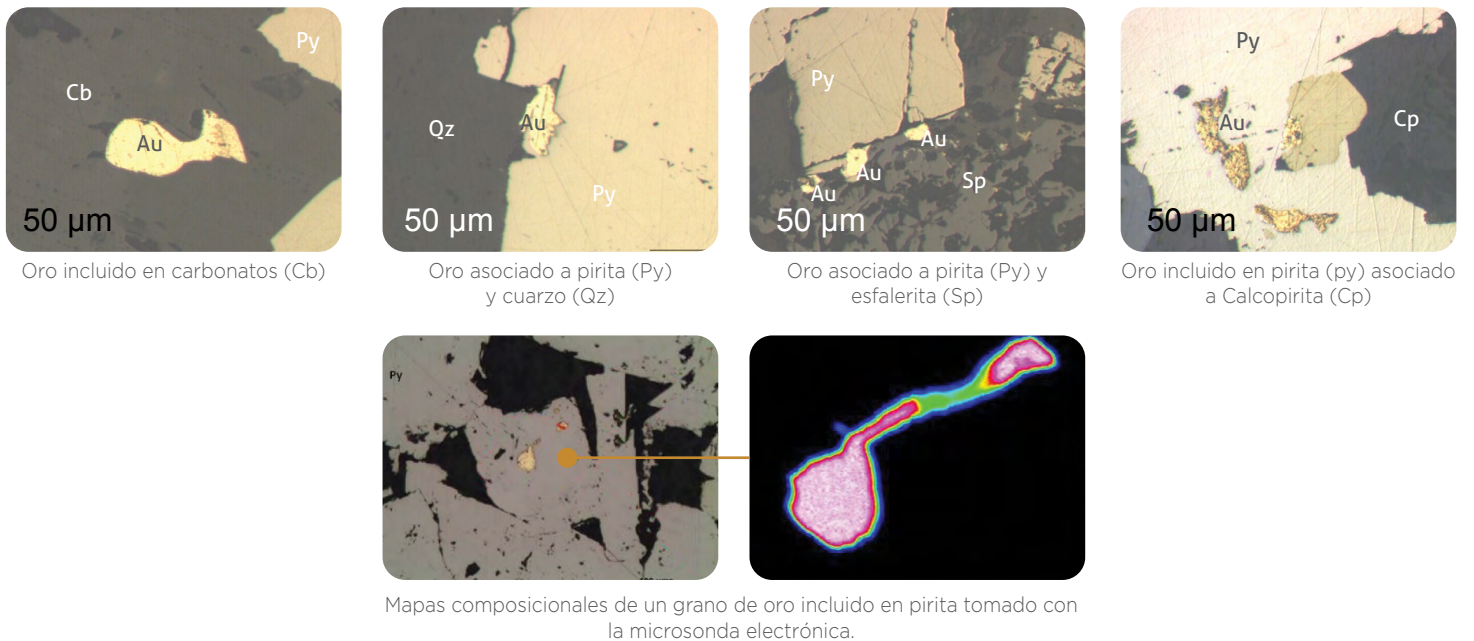 Py
Cb
Au
50 µm
Oro incluido en carbonatos (Cb)
Qz
Au
Py
50 µm
Oro asociado a pirita (Py)
y cuarzo (Qz)
Py
Au
Au
Au
Sp
50 µm
Oro asociado a pirita (Py) y
esfalerita (Sp)
Py
Au
Cp
50 µm
Oro incluido en pirita (py) asociado
a Calcopirita (Cp)
Py
Mapas composicionales de un grano de oro incluido en pirita tomado con
la microsonda electrónica.